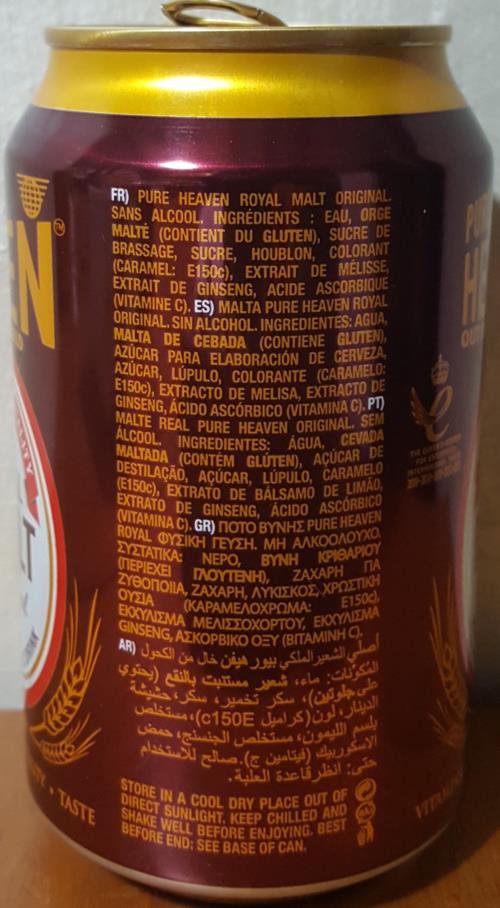 EN
™
LD
LT
TASTE
FR) PURE HEAVEN ROYAL MALT ORIGINAL.
SANS ALCOOL. INGRÉDIENTS : EAU, ORGE
MALTÉ (CONTIENT DU GLUTEN), SUCRE DE
BRASSAGE, SUCRE, HOUBLON, COLORANT
(CARAMEL: E150c), EXTRAIT DE MÉLISSE,
EXTRAIT DE GINSENG, ACIDE ASCORBIQUE
(VITAMINE C). ES) MALTA PURE HEAVEN ROYAL
ORIGINAL. SIN ALCOHOL. INGREDIENTES: AGUA,
MALTA DE CEBADA (CONTIENE GLUTEN),
AZÚCAR PARA ELABORACIÓN DE CERVEZA,
AZÚCAR, LÚPULO, COLORANTE (CARAMELO:
E150c), EXTRACTO DE MELISA, EXTRACTO DE
GINSENG, ÁCIDO ASCÓRBICO (VITAMINA C). PT)
MALTE REAL PURE HEAVEN ORIGINAL. SEM
ÁLCOOL. INGREDIENTES: ÁGUA, CEVADA
MALTADA (CONTÉM GLÚTEN), AÇÚCAR DE
DESTILAÇÃO, AÇÚCAR, LÚPULO, CARAMELO
(E150c), EXTRATO DE BÁLSAMO DE LIMÃO,
EXTRATO DE GINSENG, ÁCIDO ASCÓRBICO
(VITAMINA C). GR) ΠΟΤΟ ΒΥΝΗΣ PURE HEAVEN
ROYAL ΦΥΣΙΚΗ ΓΕΥΣΗ. ΜΗ ΑΛΚΟΟΛΟΥΧΟ.
ΣΥΣΤΑΤΙΚΑ: ΝΕΡΟ, ΒΥΝΗ ΚΡΙΘΑΡΙΟΥ
(ΠΕΡΙΕΧΕΙ ΓΛΟΥΤΕΝΗ), ΖΑΧΑΡΗ ΓΙΑ
ΖΥΘΟΠΟΙΙΑ, ΖΑΧΑΡΗ, ΛΥΚΙΣΚΟΣ, ΧΡΩΣΤΙΚΗ
ΟΥΣΙΑ (ΚΑΡΑΜΕΛΟΧΡΩΜΑ: E150c),
ΕΚΧΥΛΙΣΜΑ ΜΕΛΙΣΣΟΧΟΡΤΟΥ, ΕΚΧΥΛΙΣΜΑ
GINSENG, ΑΣΚΟΡΒΙΚΟ ΟΞΥ (ΒΙΤΑΜΙΝΗ C).
AR) أصلي الشعير الملكي بيور هيفن خال من الكحول
المكونات: ماء، شعير مستنبت بالنقع (يحتوي
على جلوتين)، سكر تخمير، سكر، حشيشة
الدينار، لون (كراميل c150E)، مستخلص
بلسم الليمون، مستخلص الجنسنج، حمض
الاسكوربيك (فيتامين ج). صالح للاستخدام
حتى: انظر قاعدة العلبة.
STORE IN A COOL DRY PLACE OUT OF
DIRECT SUNLIGHT. KEEP CHILLED AND
SHAKE WELL BEFORE ENJOYING. BEST
BEFORE END: SEE BASE OF CAN.